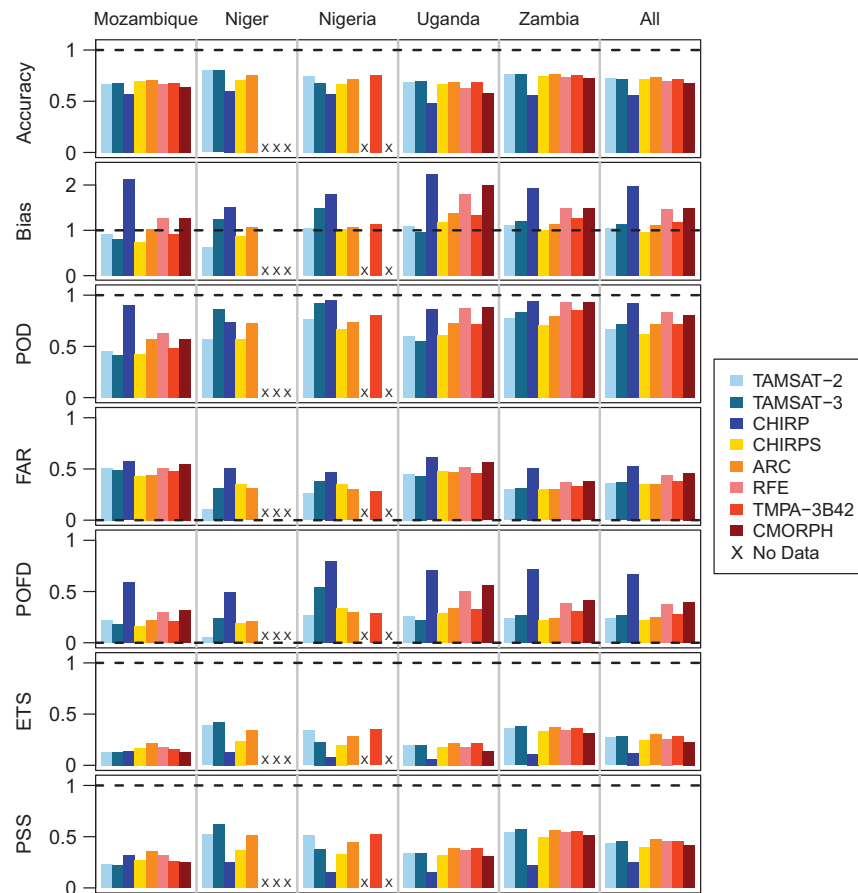 Mozambique Niger Nigeria Uganda Zambia All
Accuracy
1
0.5
0
x x x
x x
Bias
2
1
0
x x x
x x
POD
1
0.5
0
x x x
x x
FAR
1
0.5
0
x x x
x x
POFD
1
0.5
0
x x x
x x
ETS
1
0.5
0
x x x
x x
PSS
1
0.5
0
x x x
x x
TAMSAT−2
TAMSAT−3
CHIRP
CHIRPS
ARC
RFE
TMPA−3B42
CMORPH
x No Data